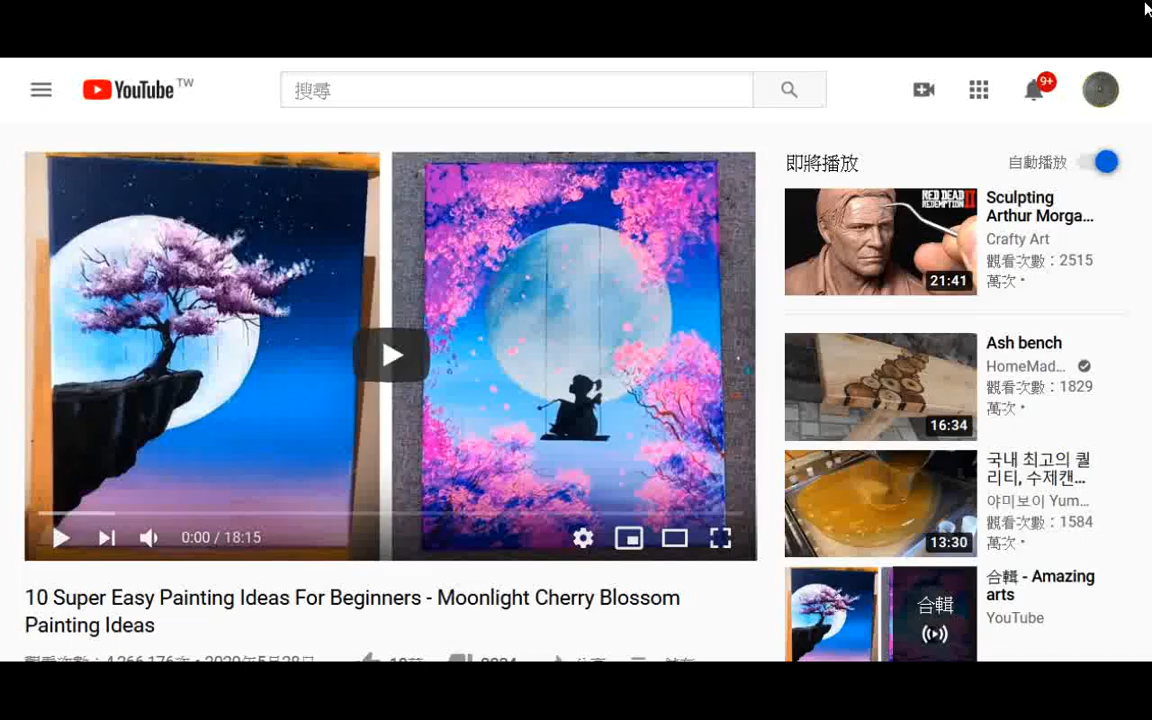 YouTube TW
搜尋
9+
即將播放
自動播放
RED DEAD
REDEMPTION II
21:41
Sculpting
Arthur Morga...
Crafty Art
觀看次數：2515
萬次 •
16:34
Ash bench
HomeMad...
觀看次數：1829
萬次 •
13:30
국내 최고의 퀄
리티, 수제캔...
야미보이 Yum...
觀看次數：1584
萬次 •
合輯
合輯 - Amazing
arts
YouTube
0:00 / 18:15
10 Super Easy Painting Ideas For Beginners - Moonlight Cherry Blossom
Painting Ideas